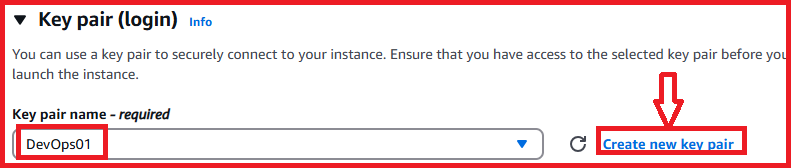 ▼ Key pair (login) Info
You can use a key pair to securely connect to your instance. Ensure that you have access to the selected key pair before you
launch the instance.
Key pair name - required
DevOps01
Create new key pair